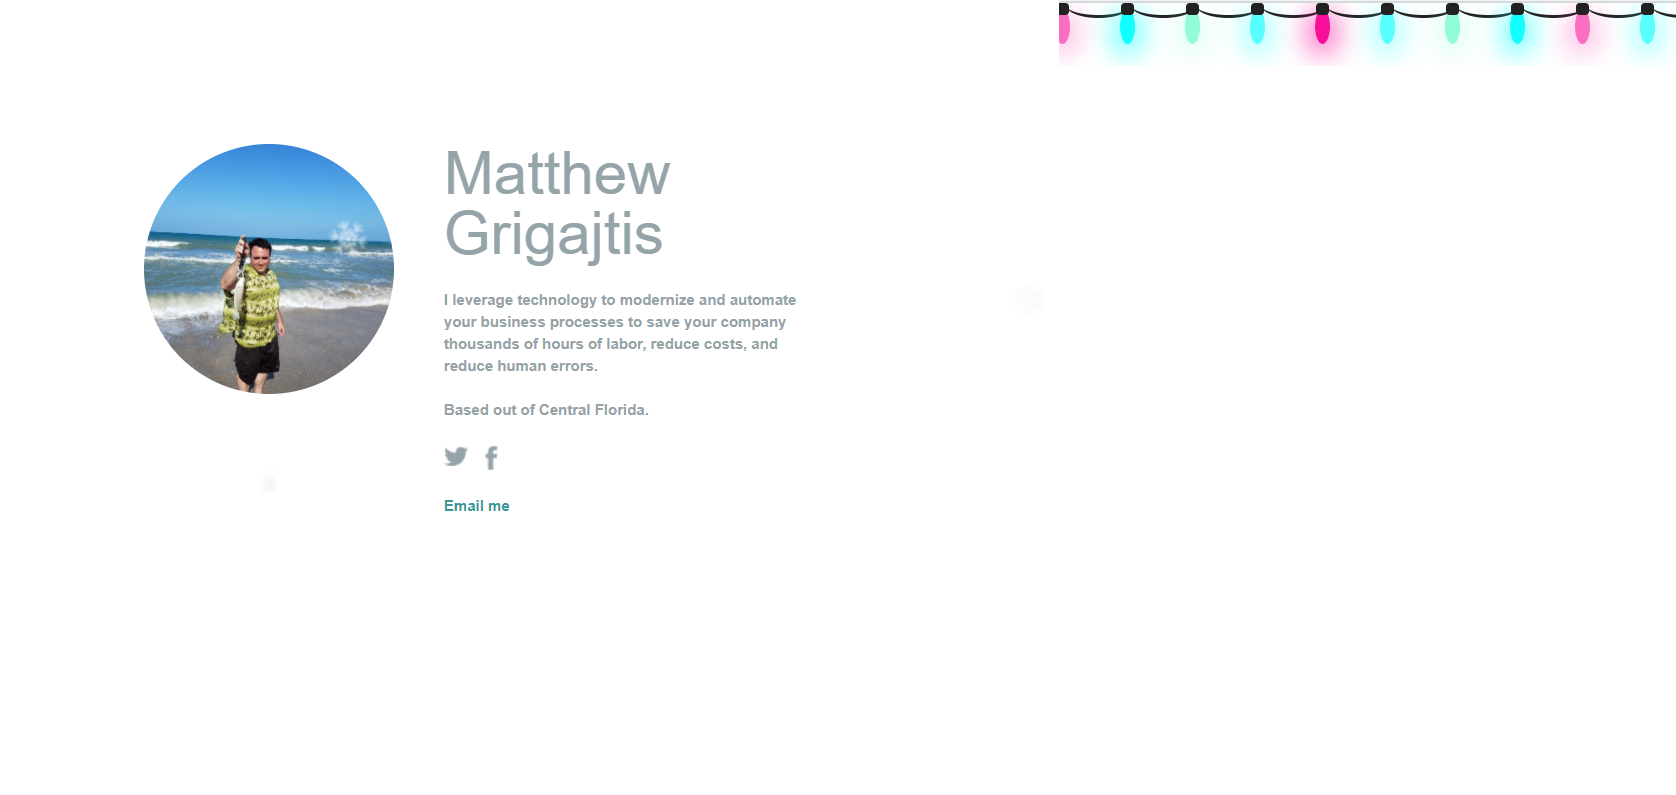 Matthew
Grigajtis
I leverage technology to modernize and automate
your business processes to save your company
thousands of hours of labor, reduce costs, and
reduce human errors.
Based out of Central Florida.
Email me